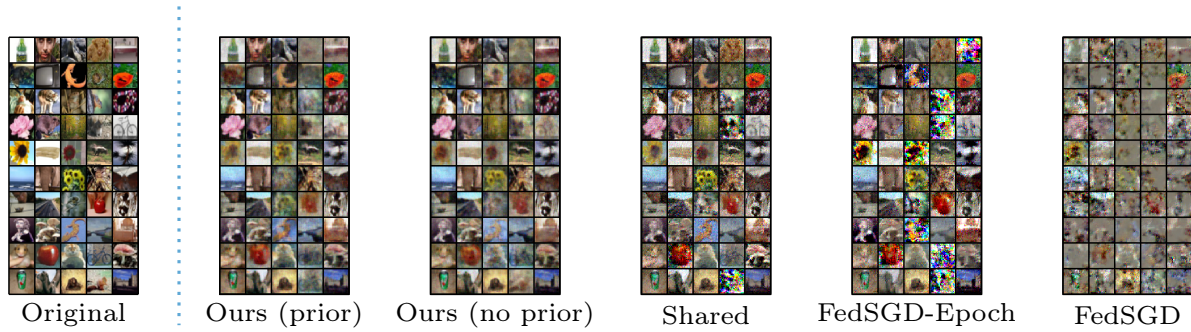 Original
Ours (prior)
Ours (no prior)
Shared
FedSGD-Epoch
FedSGD